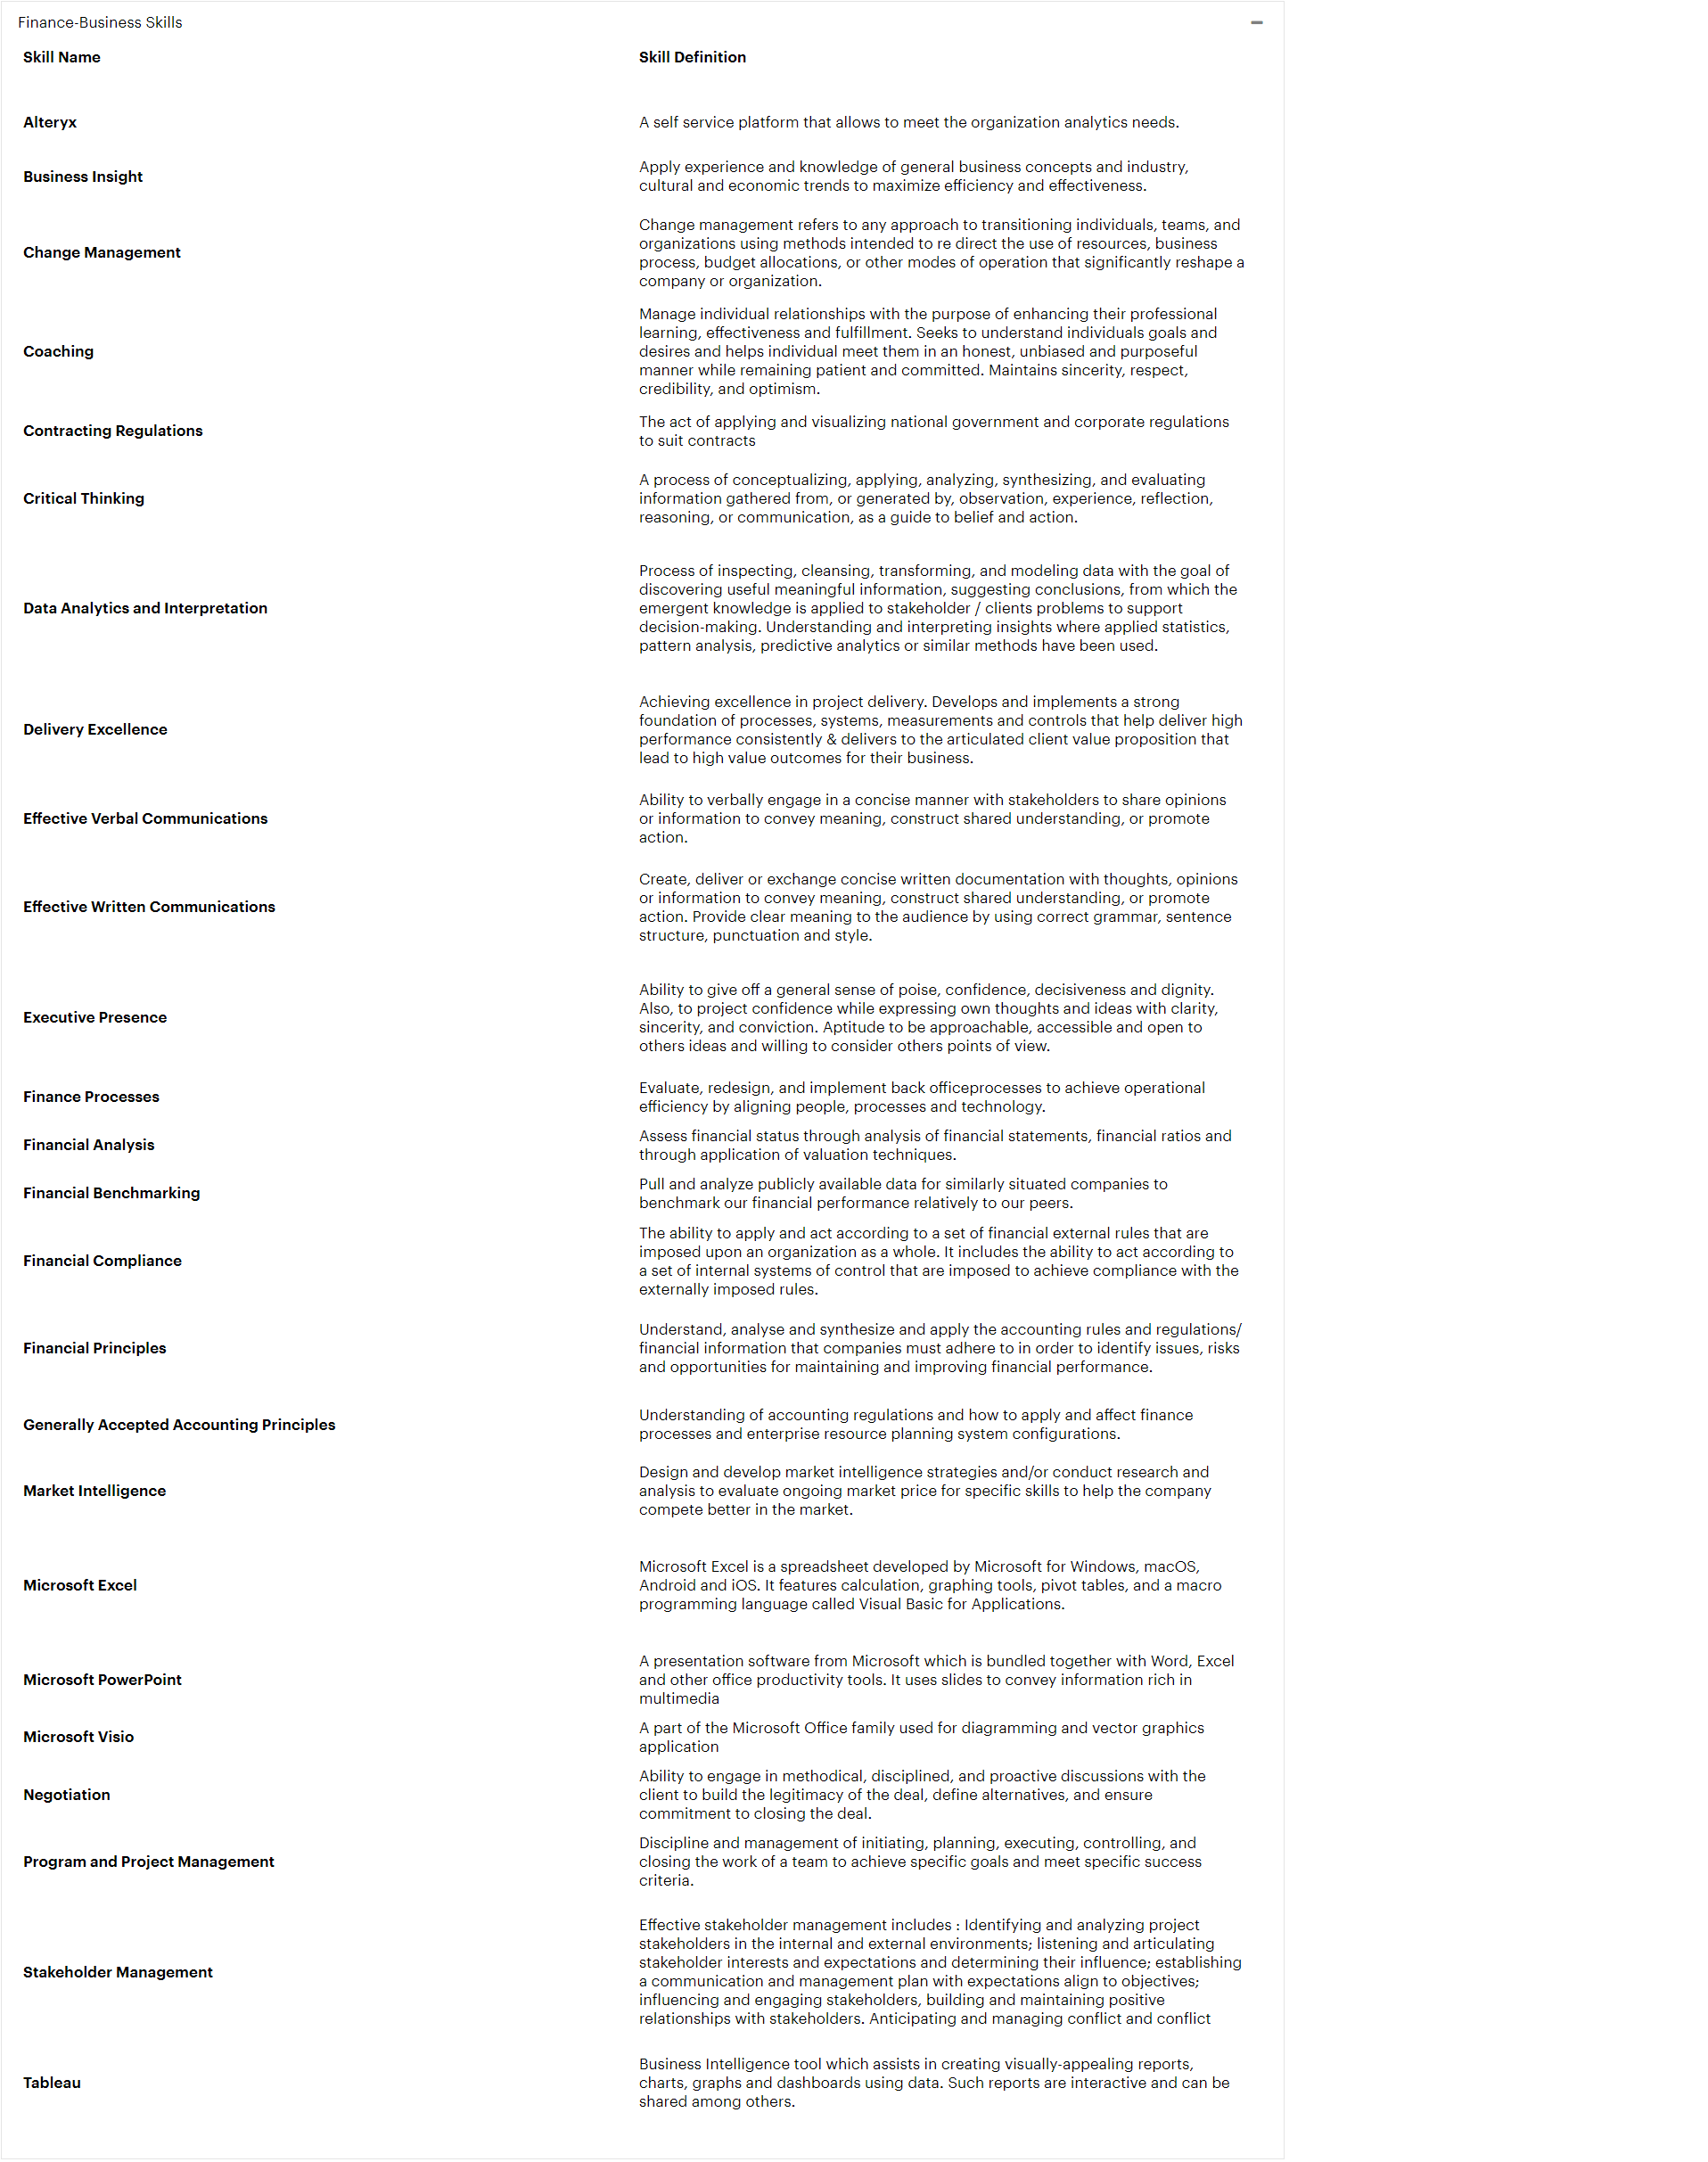 Finance-Business Skills
Skill Name
Skill Definition
Alteryx
A self service platform that allows to meet the organization analytics needs.
Business Insight
Apply experience and knowledge of general business concepts and industry,
cultural and economic trends to maximize efficiency and effectiveness.
Change Management
Change management refers to any approach to transitioning individuals, teams, and
organizations using methods intended to re direct the use of resources, business
process, budget allocations, or other modes of operation that significantly reshape a
company or organization.
Coaching
Manage individual relationships with the purpose of enhancing their professional
learning, effectiveness and fulfillment. Seeks to understand individuals goals and
desires and helps individual meet them in an honest, unbiased and purposeful
manner while remaining patient and committed. Maintains sincerity, respect,
credibility, and optimism.
Contracting Regulations
The act of applying and visualizing national government and corporate regulations
to suit contracts
Critical Thinking
A process of conceptualizing, applying, analyzing, synthesizing, and evaluating
information gathered from, or generated by, observation, experience, reflection,
reasoning, or communication, as a guide to belief and action.
Data Analytics and Interpretation
Process of inspecting, cleansing, transforming, and modeling data with the goal of
discovering useful meaningful information, suggesting conclusions, from which the
emergent knowledge is applied to stakeholder / clients problems to support
decision-making. Understanding and interpreting insights where applied statistics,
pattern analysis, predictive analytics or similar methods have been used.
Delivery Excellence
Achieving excellence in project delivery. Develops and implements a strong
foundation of processes, systems, measurements and controls that help deliver high
performance consistently & delivers to the articulated client value proposition that
lead to high value outcomes for their business.
Effective Verbal Communications
Ability to verbally engage in a concise manner with stakeholders to share opinions
or information to convey meaning, construct shared understanding, or promote
action.
Effective Written Communications
Create, deliver or exchange concise written documentation with thoughts, opinions
or information to convey meaning, construct shared understanding, or promote
action. Provide clear meaning to the audience by using correct grammar, sentence
structure, punctuation and style.
Executive Presence
Ability to give off a general sense of poise, confidence, decisiveness and dignity.
Also, to project confidence while expressing own thoughts and ideas with clarity,
sincerity, and conviction. Aptitude to be approachable, accessible and open to
others ideas and willing to consider others points of view.
Finance Processes
Evaluate, redesign, and implement back officeprocesses to achieve operational
efficiency by aligning people, processes and technology.
Financial Analysis
Assess financial status through analysis of financial statements, financial ratios and
through application of valuation techniques.
Financial Benchmarking
Pull and analyze publicly available data for similarly situated companies to
benchmark our financial performance relatively to our peers.
Financial Compliance
The ability to apply and act according to a set of financial external rules that are
imposed upon an organization as a whole. It includes the ability to act according to
a set of internal systems of control that are imposed to achieve compliance with the
externally imposed rules.
Financial Principles
Understand, analyse and synthesize and apply the accounting rules and regulations/
financial information that companies must adhere to in order to identify issues, risks
and opportunities for maintaining and improving financial performance.
Generally Accepted Accounting Principles
Understanding of accounting regulations and how to apply and affect finance
processes and enterprise resource planning system configurations.
Market Intelligence
Design and develop market intelligence strategies and/or conduct research and
analysis to evaluate ongoing market price for specific skills to help the company
compete better in the market.
Microsoft Excel
Microsoft Excel is a spreadsheet developed by Microsoft for Windows, macOS,
Android and iOS. It features calculation, graphing tools, pivot tables, and a macro
programming language called Visual Basic for Applications.
Microsoft PowerPoint
A presentation software from Microsoft which is bundled together with Word, Excel
and other office productivity tools. It uses slides to convey information rich in
multimedia
Microsoft Visio
A part of the Microsoft Office family used for diagramming and vector graphics
application
Negotiation
Ability to engage in methodical, disciplined, and proactive discussions with the
client to build the legitimacy of the deal, define alternatives, and ensure
commitment to closing the deal.
Program and Project Management
Discipline and management of initiating, planning, executing, controlling, and
closing the work of a team to achieve specific goals and meet specific success
criteria.
Stakeholder Management
Effective stakeholder management includes : Identifying and analyzing project
stakeholders in the internal and external environments; listening and articulating
stakeholder interests and expectations and determining their influence; establishing
a communication and management plan with expectations align to objectives;
influencing and engaging stakeholders, building and maintaining positive
relationships with stakeholders. Anticipating and managing conflict and conflict
Tableau
Business Intelligence tool which assists in creating visually-appealing reports,
charts, graphs and dashboards using data. Such reports are interactive and can be
shared among others.